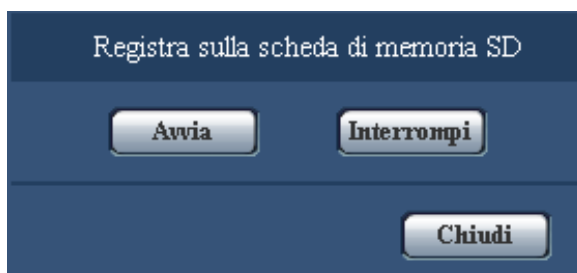 Registra sulla scheda di memoria SD
Avvia Interrompi
Chiudi